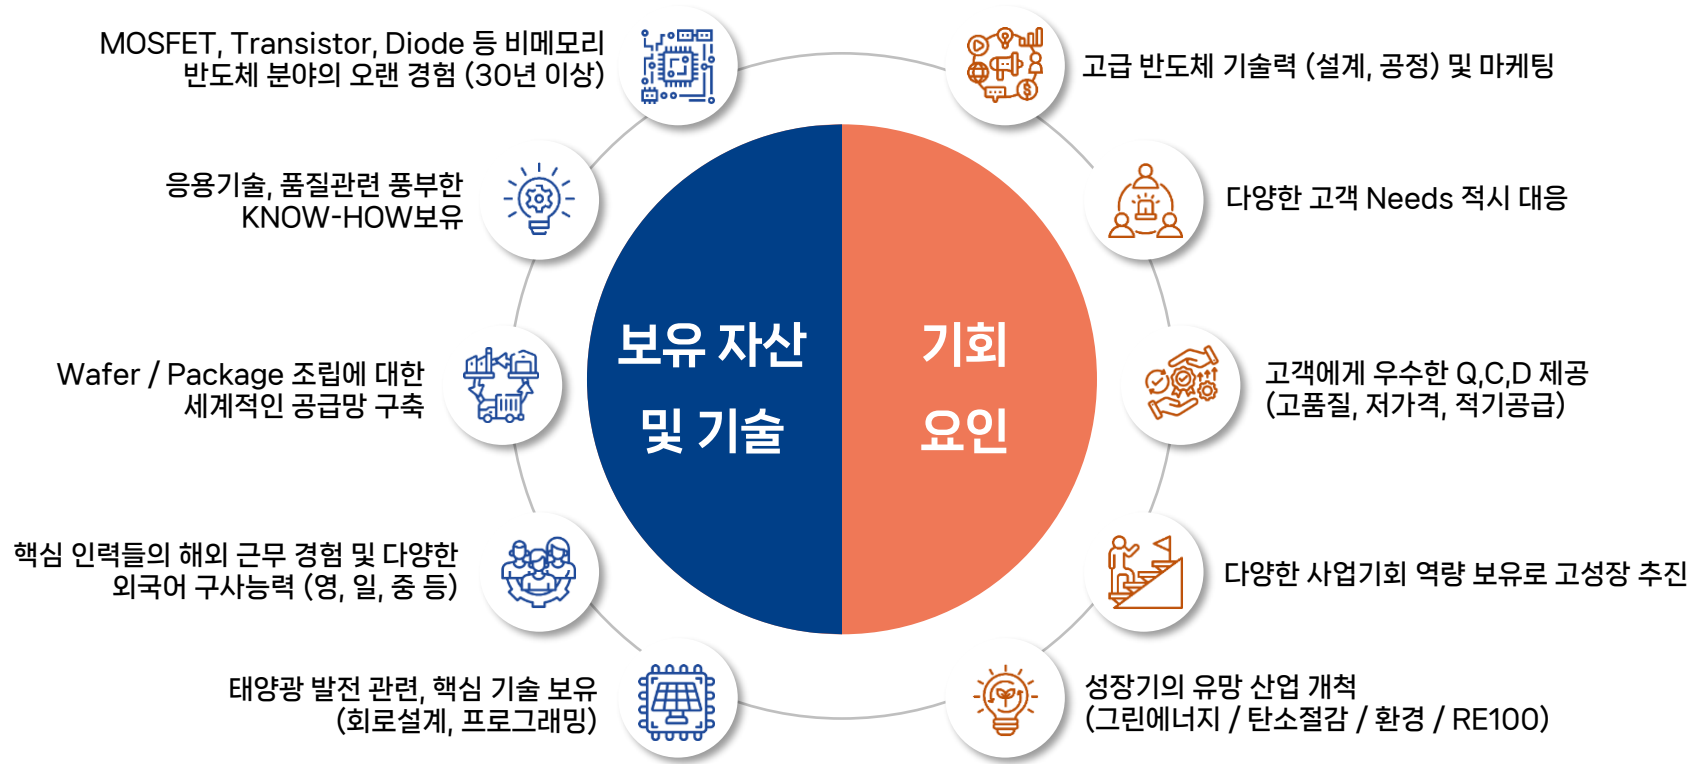 MOSFET, Transistor, Diode 등 비메모리
반도체 분야의 오랜 경험 (30년 이상)
응용기술, 품질관련 풍부한
KNOW-HOW보유
Wafer / Package 조립에 대한
세계적인 공급망 구축
핵심 인력들의 해외 근무 경험 및 다양한
외국어 구사능력 (영, 일, 중 등)
태양광 발전 관련, 핵심 기술 보유
(회로설계, 프로그래밍)
보유 자산
및 기술
기회
요인
고급 반도체 기술력 (설계, 공정) 및 마케팅
다양한 고객 Needs 적시 대응
고객에게 우수한 Q,C,D 제공
(고품질, 저가격, 적기공급)
다양한 사업기회 역량 보유로 고성장 추진
성장기의 유망 산업 개척
(그린에너지 / 탄소절감 / 환경 / RE100)